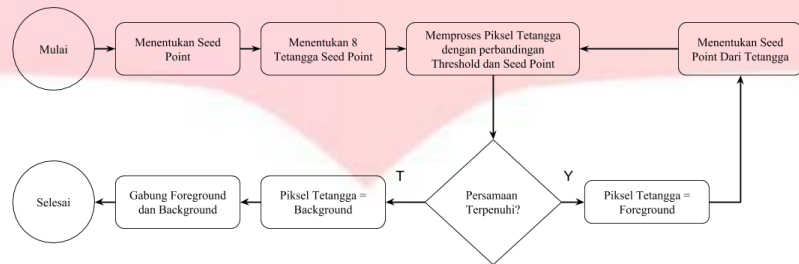 Mulai
Menentukan Seed
Point
Menentukan 8
Tetangga Seed Point
Memproses Piksel Tetangga
dengan perbandingan
Threshold dan Seed Point
Menentukan Seed
Point Dari Tetangga
Selesai
Gabung Foreground
dan Background
Piksel Tetangga =
Background
T
Persamaan
Terpenuhi?
Y
Piksel Tetangga =
Foreground